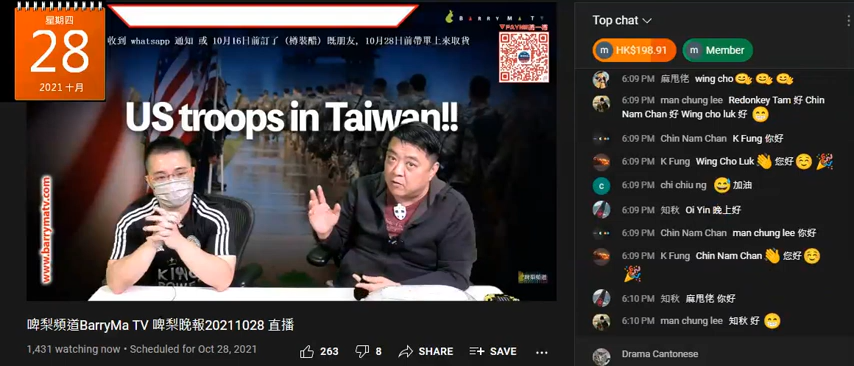 星期四
28
2021 十月
BARRYMATV
收到 whatsapp 通知 或 10月16日前訂了 (樽裝醋) 既朋友, 10月28日前帶單上來取貨
US troops in Taiwan!!
www.barrymatv.com
KING
POWER
啤梨頻道BarryMa TV 啤梨晚報20211028 直播
1,431 watching now • Scheduled for Oct 28, 2021
263
8
SHARE
SAVE
Top chat
m HK$198.91
m Member
6:09 PM 麻甩佬 wing cho
6:09 PM man chung lee Redonkey Tam 好 Chin
Nam Chan 好 Wing cho luk 好
6:09 PM Chin Nam Chan K Fung 你好
6:09 PM K Fung Wing Cho Luk 👋 您好 ☺️ 🎉
C 6:09 PM chi chiu ng 😅 加油
6:09 PM 知秋 Oi Yin 晚上好
6:09 PM Chin Nam Chan man chung lee 你好
6:09 PM K Fung Chin Nam Chan 👋 您好 ☺️
🎉
6:10 PM 知秋 麻甩佬 你好
6:10 PM man chung lee 知秋 好 😁
Drama Cantonese